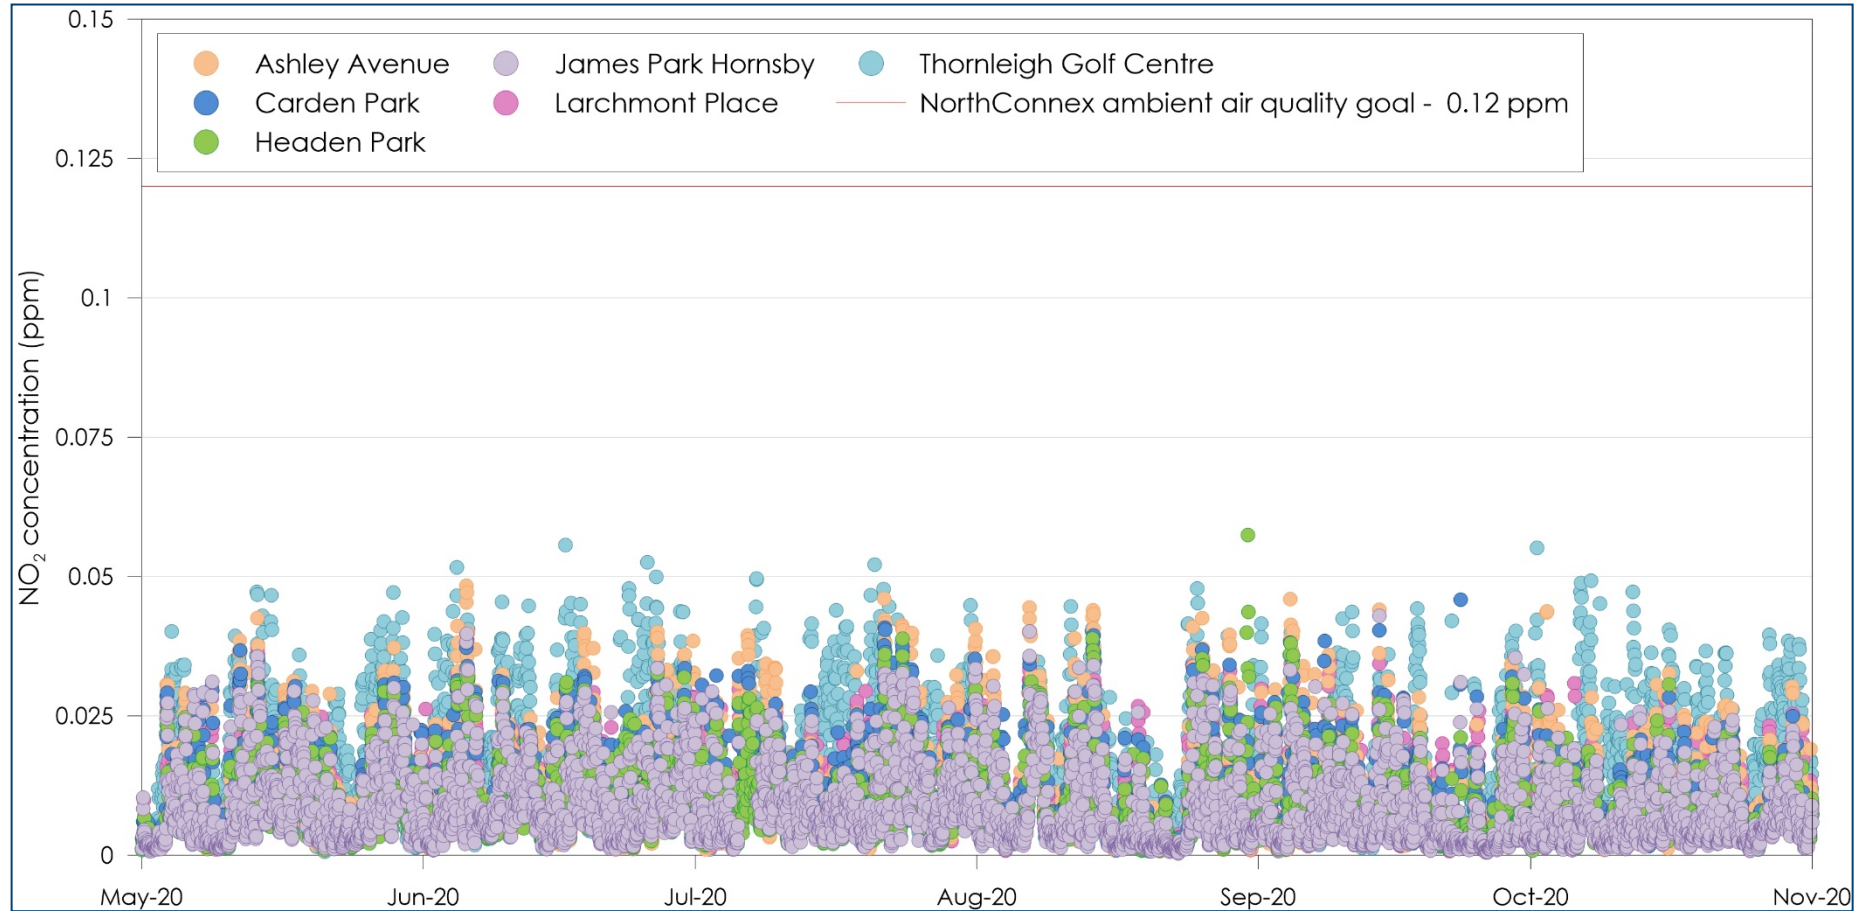 0.15
Ashley Avenue
James Park Hornsby
Thornleigh Golf Centre
Carden Park
Larchmont Place
NorthConnex ambient air quality goal - 0.12 ppm
Headen Park
0.125
0.1
0.075
0.05
0.025
0
NO₂ concentration (ppm)
May-20
Jun-20
Jul-20
Aug-20
Sep-20
Oct-20
Nov-20